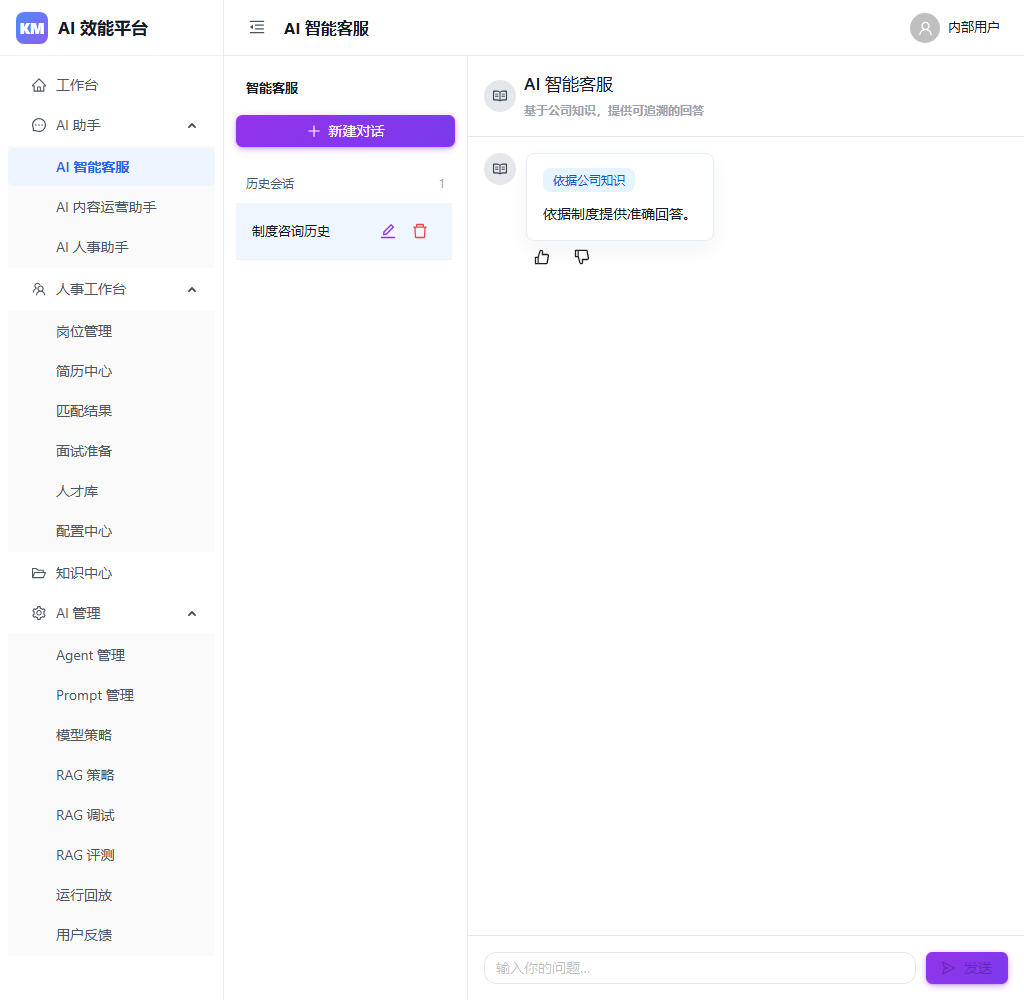 KM AI 效能平台
AI 智能客服
内部用户
工作台
AI 助手
AI 智能客服
AI 内容运营助手
AI 人事助手
人事工作台
岗位管理
简历中心
匹配结果
面试准备
人才库
配置中心
知识中心
AI 管理
Agent 管理
Prompt 管理
模型策略
RAG 策略
RAG 调试
RAG 评测
运行回放
用户反馈
智能客服
新建对话
历史会话 1
制度咨询历史
AI 智能客服
基于公司知识，提供可追溯的回答
依据公司知识
依据制度提供准确回答。
输入你的问题...
发送